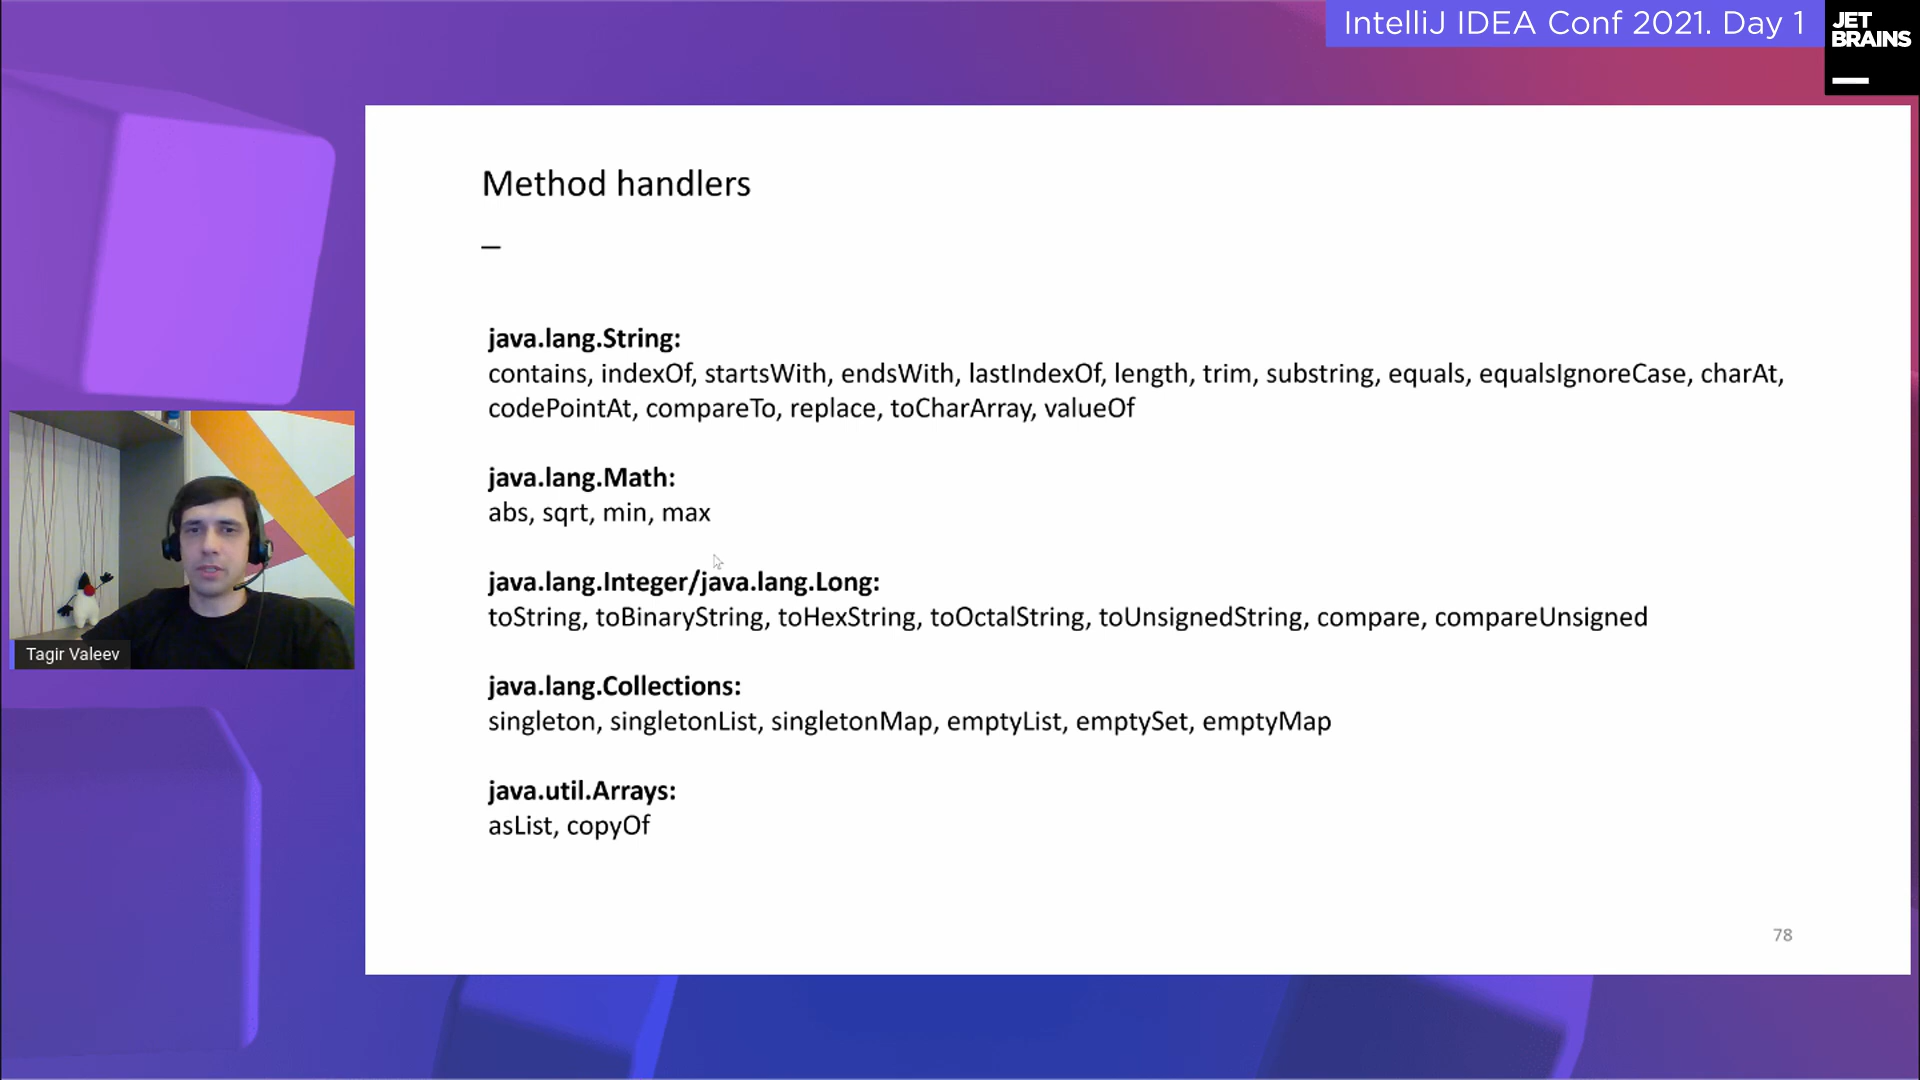 IntelliJ IDEA Conf 2021. Day 1
JET
BRAINS
Method handlers
java.lang.String:
contains, indexOf, startsWith, endsWith, lastIndexOf, length, trim, substring, equals, equalsIgnoreCase, charAt,
codePointAt, compareTo, replace, toCharArray, valueOf
java.lang.Math:
abs, sqrt, min, max
java.lang.Integer/java.lang.Long:
toString, toBinaryString, toHexString, toOctalString, toUnsignedString, compare, compareUnsigned
java.lang.Collections:
singleton, singletonList, singletonMap, emptyList, emptySet, emptyMap
java.util.Arrays:
asList, copyOf
78
Tagir Valeev